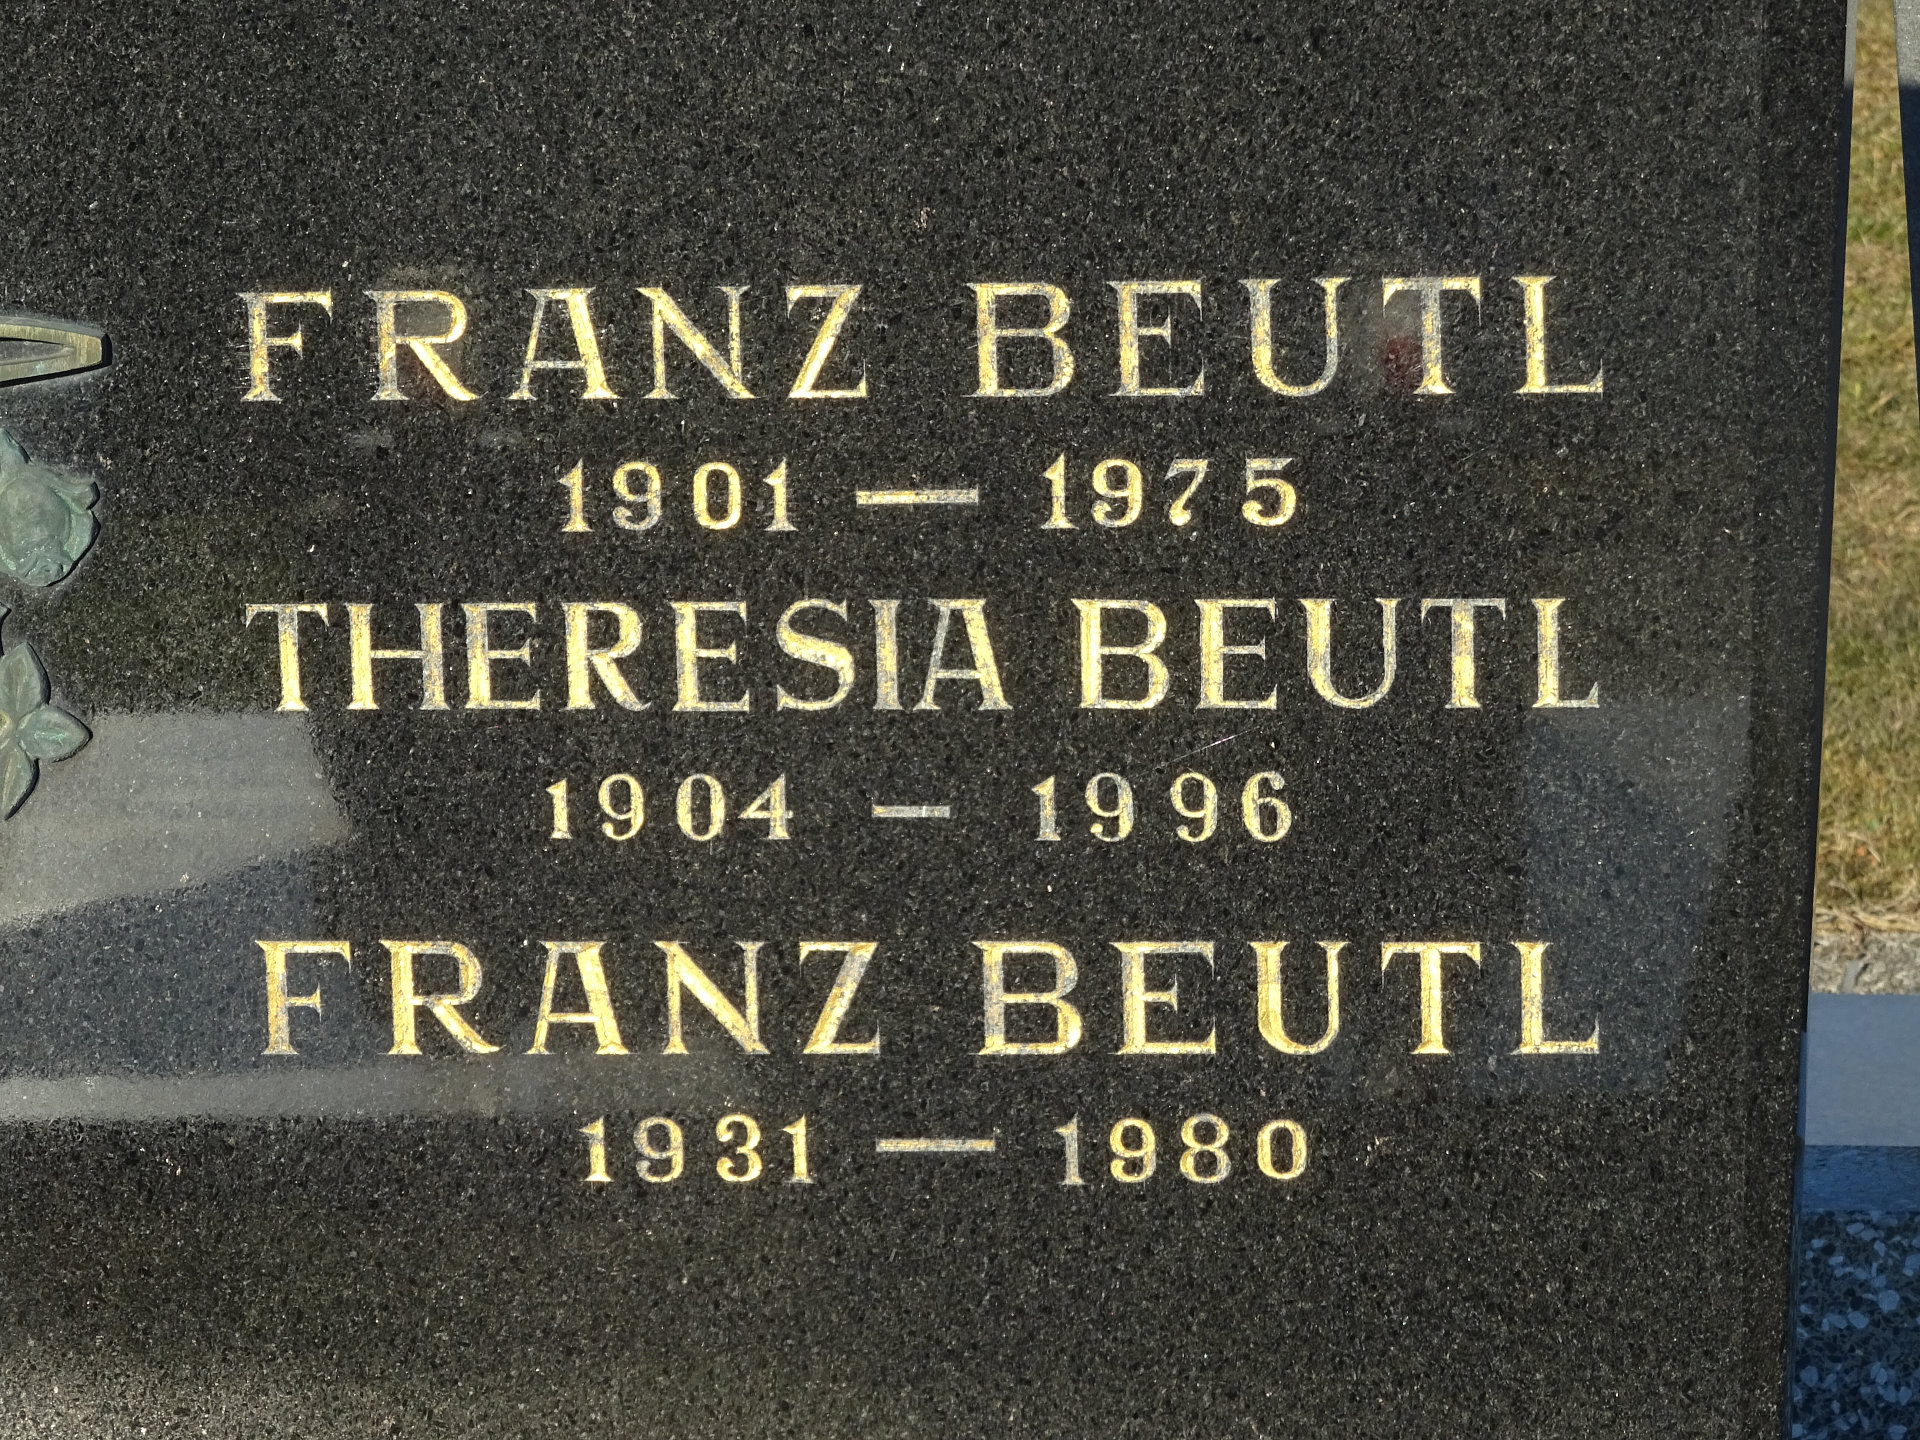 FRANZ BEUTL
1901 — 1975
THERESIA BEUTL
1904 – 1996
FRANZ BEUTL
1931 — 1980